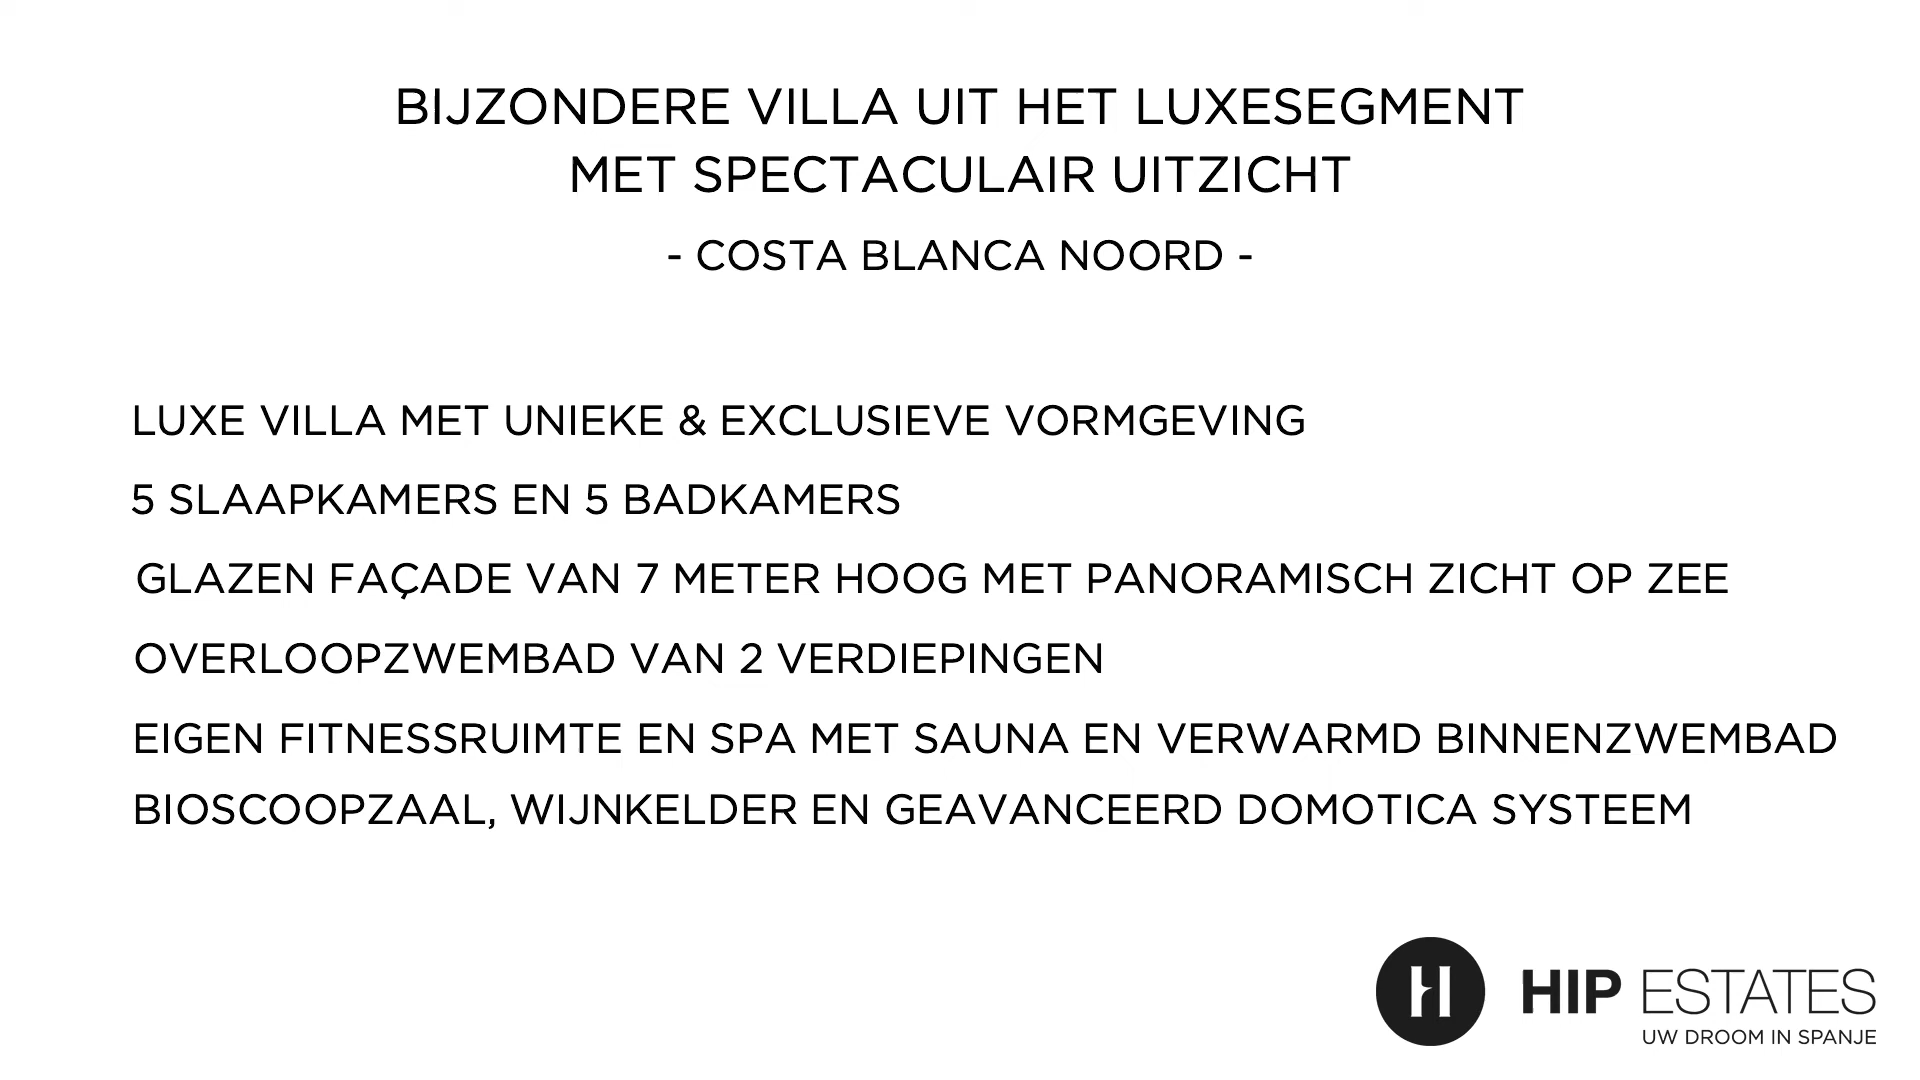 BIJZONDERE VILLA UIT HET LUXESEGMENT
MET SPECTACULAIR UITZICHT
- COSTA BLANCA NOORD -
LUXE VILLA MET UNIEKE & EXCLUSIEVE VORMGEVING
5 SLAAPKAMERS EN 5 BADKAMERS
GLAZEN FAÇADE VAN 7 METER HOOG MET PANORAMISCH ZICHT OP ZEE
OVERLOOPZWEMBAD VAN 2 VERDIEPINGEN
EIGEN FITNESSRUIMTE EN SPA MET SAUNA EN VERWARMD BINNENZWEMBAD
BIOSCOOPZAAL, WIJNKELDER EN GEAVANCEERD DOMOTICA SYSTEEM
H HIP ESTATES
UW DROOM IN SPANJE